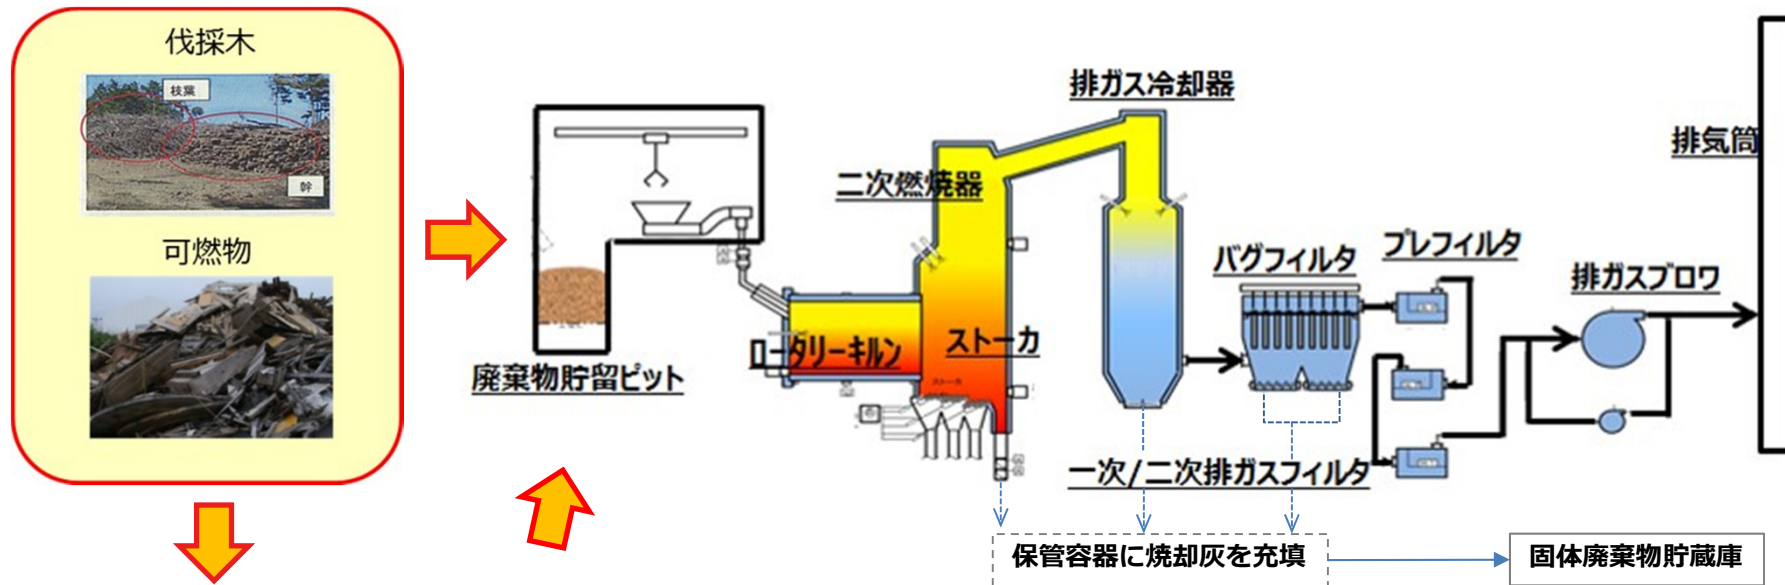 伐採木
枝葉
幹
可燃物
廃棄物貯留ピット
ロータリーキルン
ストーカ
ストーカ
二次燃焼器
排ガス冷却器
バグフィルタ
プレフィルタ
一次/二次排ガスフィルタ
排ガスブロワ
排気筒
保管容器に焼却灰を充填
固体廃棄物貯蔵庫